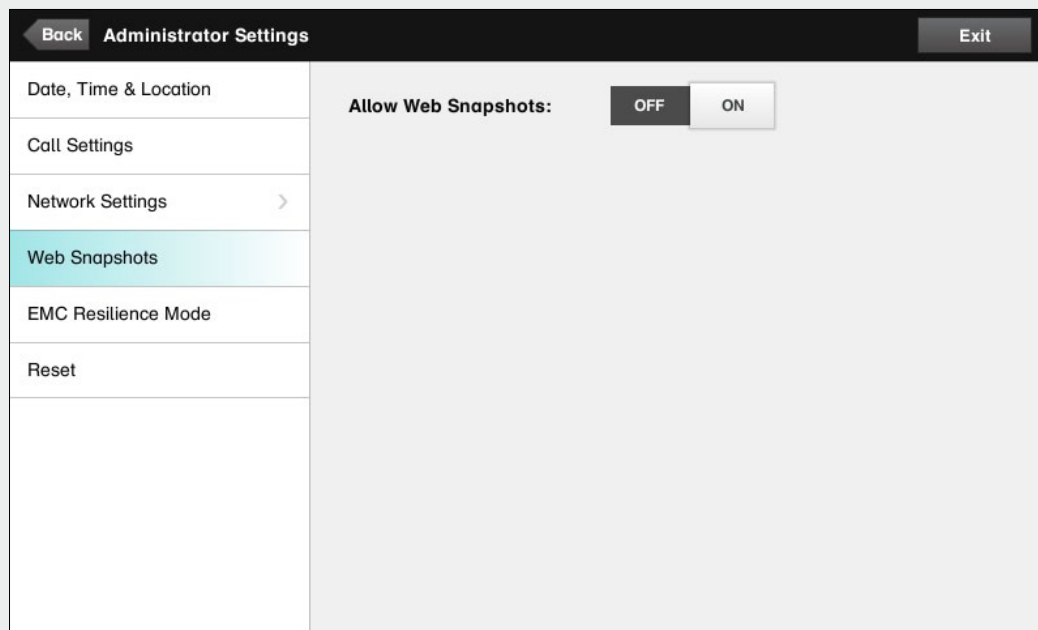 Back Administrator Settings Exit
Date, Time & Location
Allow Web Snapshots: OFF ON
Call Settings
Network Settings
Web Snapshots
EMC Resilience Mode
Reset